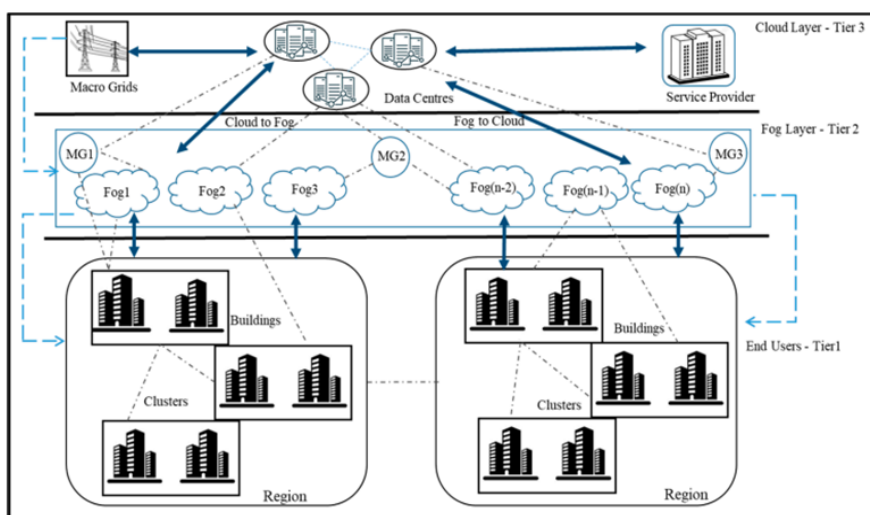 Cloud Layer - Tier 3
Macro Grids
Data Centres
Service Provider
Cloud to Fog
Fog to Cloud
Fog Layer - Tier 2
MG1
MG2
MG3
Fog1
Fog2
Fog3
Fog(n-2)
Fog(n-1)
Fog(n)
Buildings
Buildings
End Users - Tier1
Clusters
Clusters
Region
Region